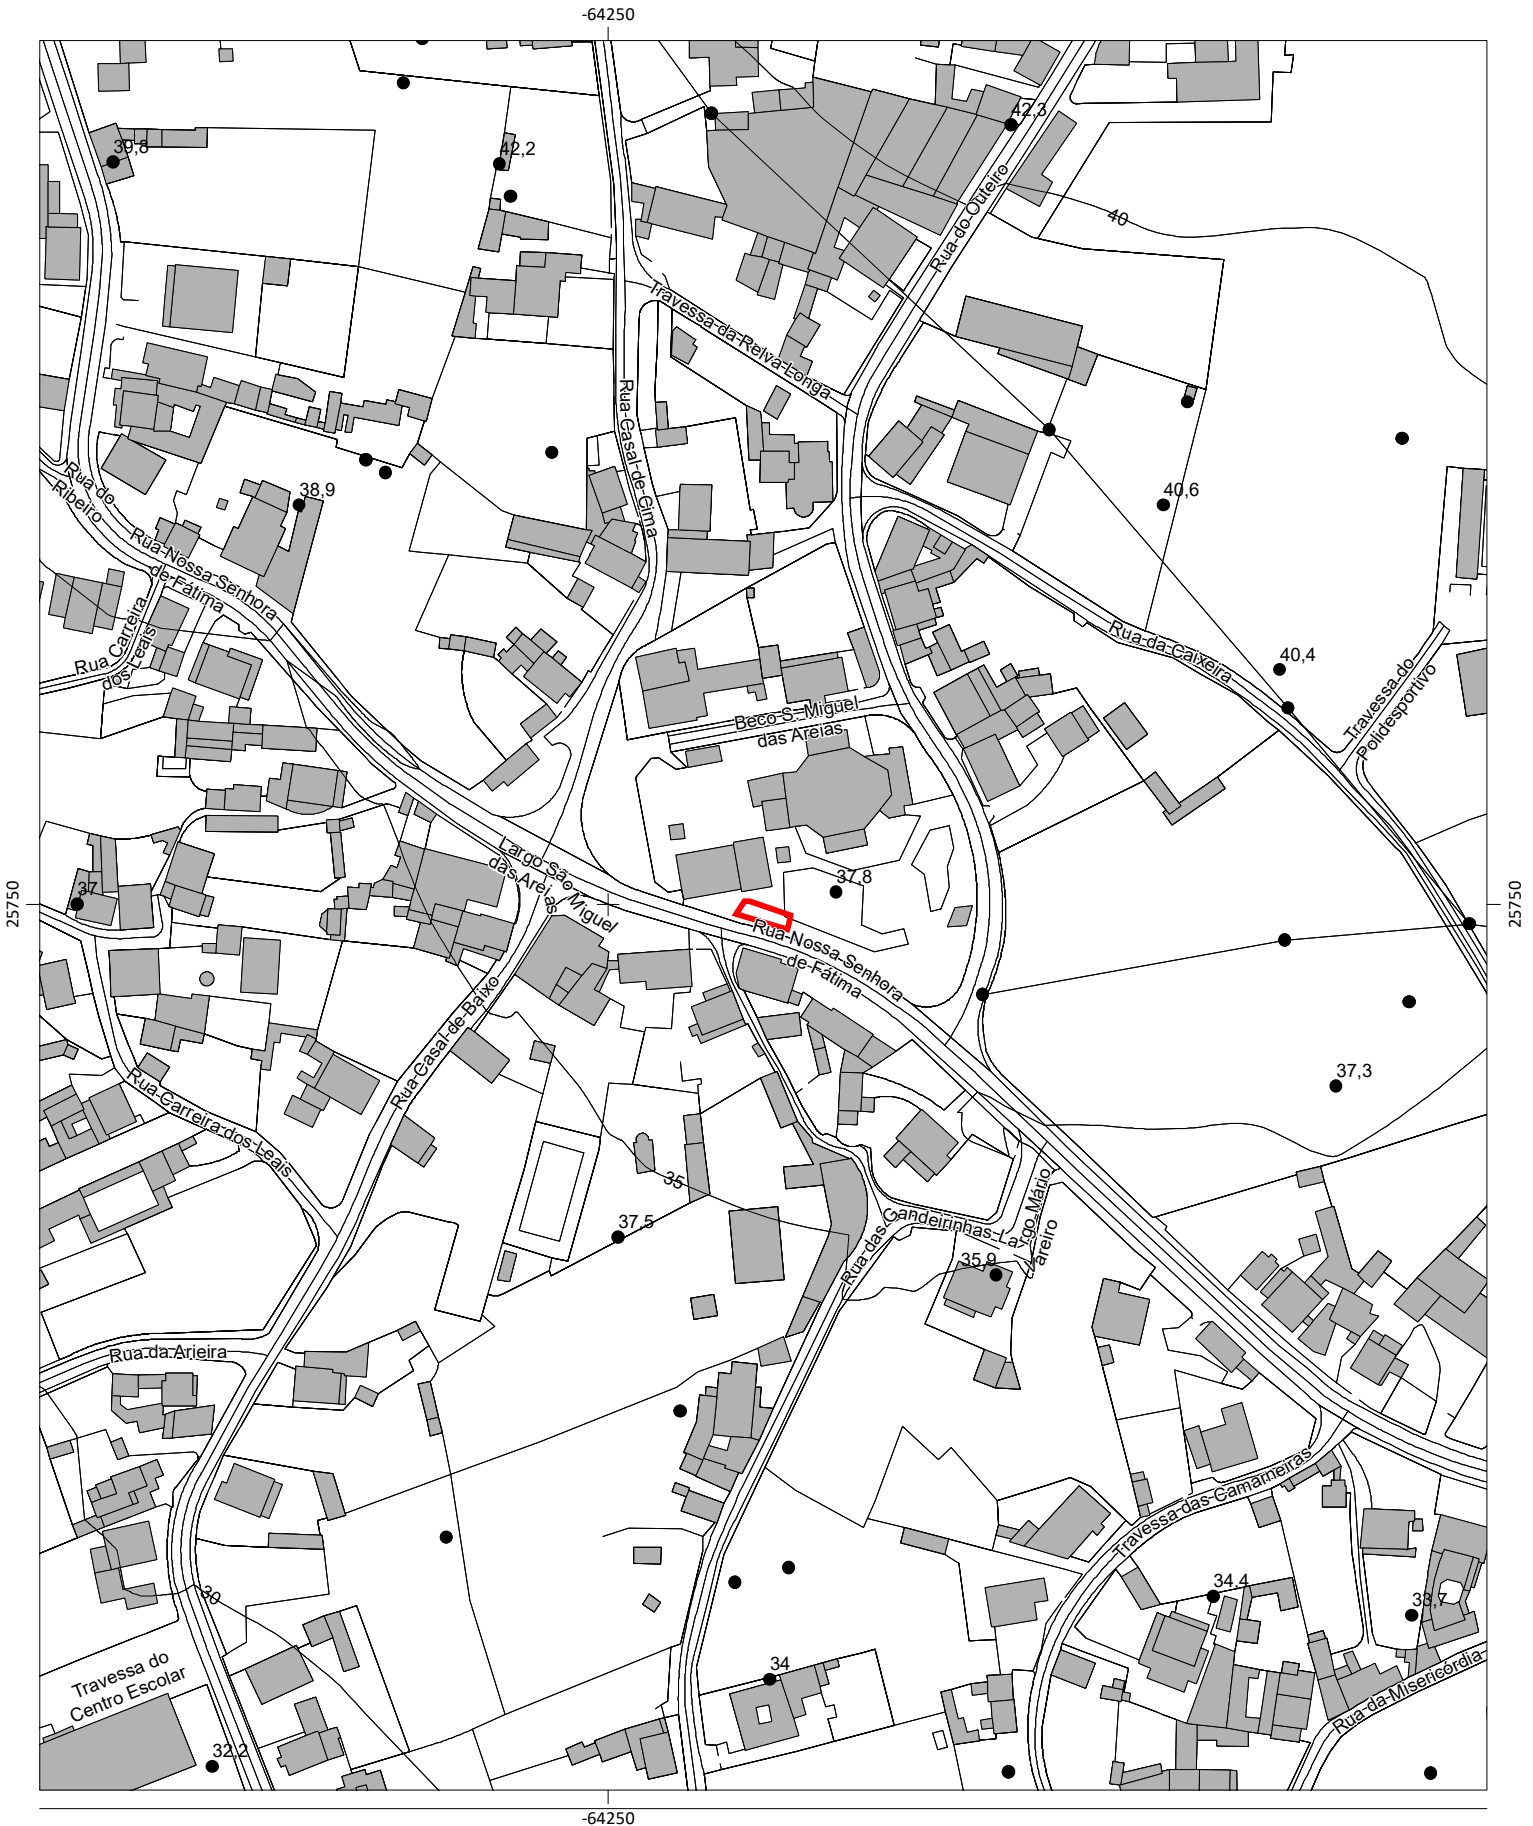 -64250
42,3
39,8
42,2
Rua do Outeiro
40
Travessa da Relva Longa
Rua Casal de Cima
Rua do
Ribeiro
38,9
40,6
Rua Nossa Senhora
de Fátima
Rua Carreira
dos Leais
Rua da Caixeira
40,4
Travessa do
Polidesportivo
Beco S. Miguel
das Areias
Largo São Miguel
das Areias
37,8
37
25750
25750
Rua Nossa Senhora
de Fátima
Rua Casal de Baixo
37,3
Rua Carreira dos Leais
35
37,5
Rua das Gandeirinhas
Largo Mário
Vareiro
35,9
Rua da Arieira
Travessa das Camarneiras
30
34,4
33,7
34
Travessa do
Centro Escolar
Rua da Misericórdia
32,2
-64250